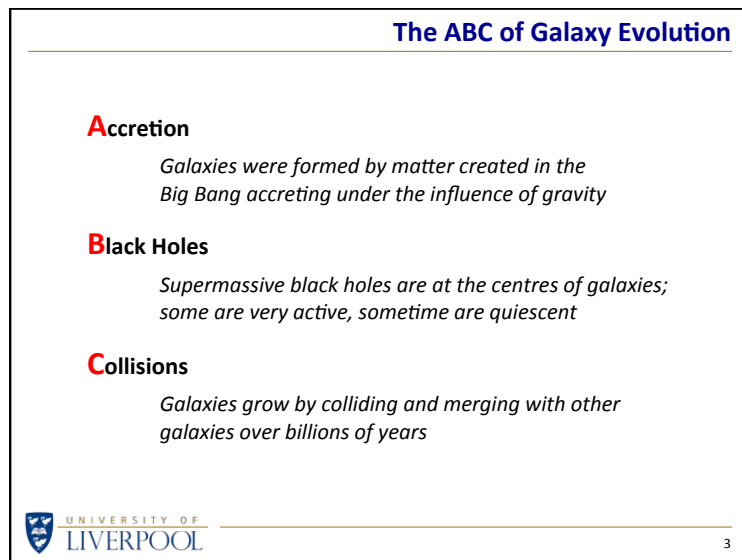 The ABC of Galaxy Evolution
Accretion
Galaxies were formed by matter created in the
Big Bang accreting under the influence of gravity
Black Holes
Supermassive black holes are at the centres of galaxies;
some are very active, sometime are quiescent
Collisions
Galaxies grow by colliding and merging with other
galaxies over billions of years
UNIVERSITY OF
LIVERPOOL
3